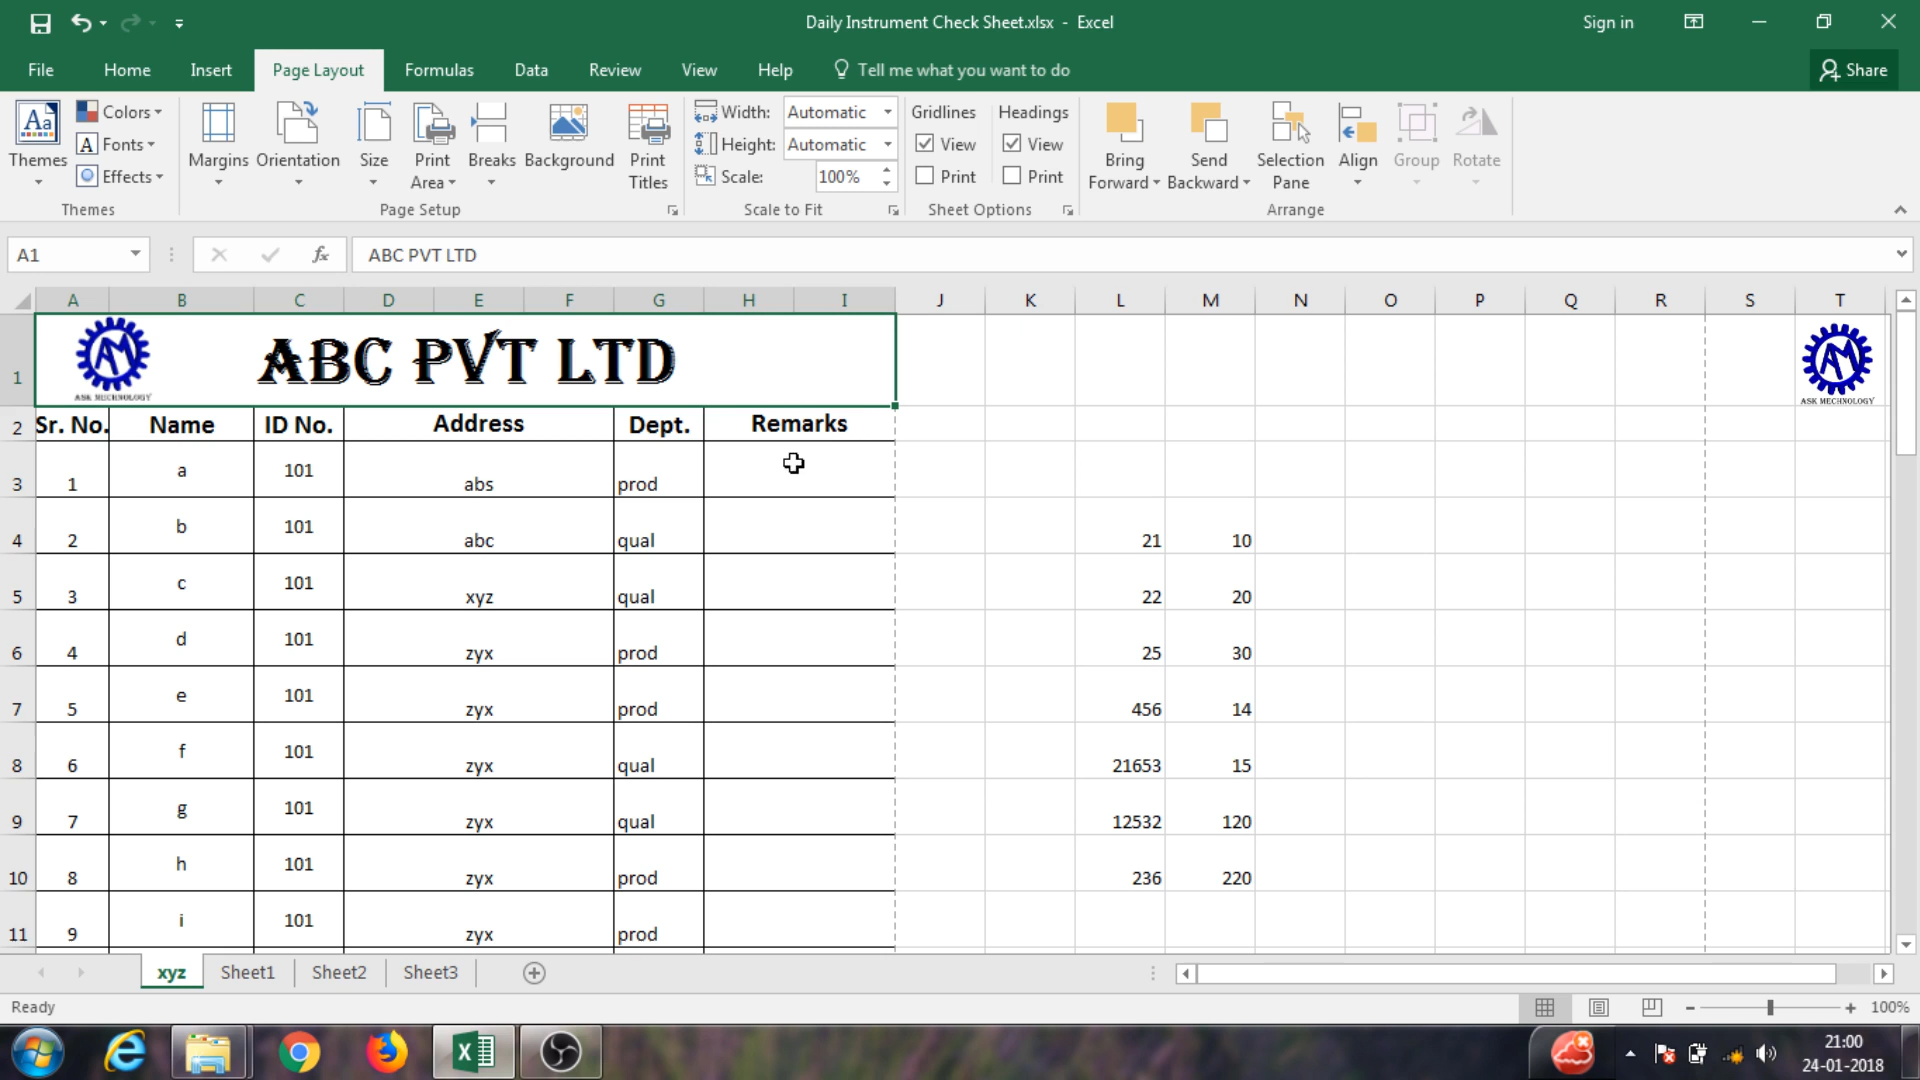 Daily Instrument Check Sheet.xlsx - Excel
Sign in
File Home Insert Page Layout Formulas Data Review View Help Tell me what you want to do Share
Themes Colors Fonts Effects Themes
Margins Orientation Size Print Area Breaks Background Print Titles Page Setup
Width: Automatic
Height: Automatic
Scale: 100%
Scale to Fit
Gridlines Headings
View View
Print Print
Sheet Options
Bring Forward Send Backward Selection Pane Align Group Rotate
Arrange
A1 fx ABC PVT LTD
A B C D E F G H I J K L M N O P Q R S T
1 AM ASK MECHNOLOGY ABC PVT LTD AM ASK MECHNOLOGY
2 Sr. No. Name ID No. Address Dept. Remarks
3 1 a 101 abs prod
4 2 b 101 abc qual 21 10
5 3 c 101 xyz qual 22 20
6 4 d 101 zyx prod 25 30
7 5 e 101 zyx prod 456 14
8 6 f 101 zyx qual 21653 15
9 7 g 101 zyx qual 12532 120
10 8 h 101 zyx prod 236 220
11 9 i 101 zyx prod
xyz Sheet1 Sheet2 Sheet3
Ready 100%
21:00
24-01-2018